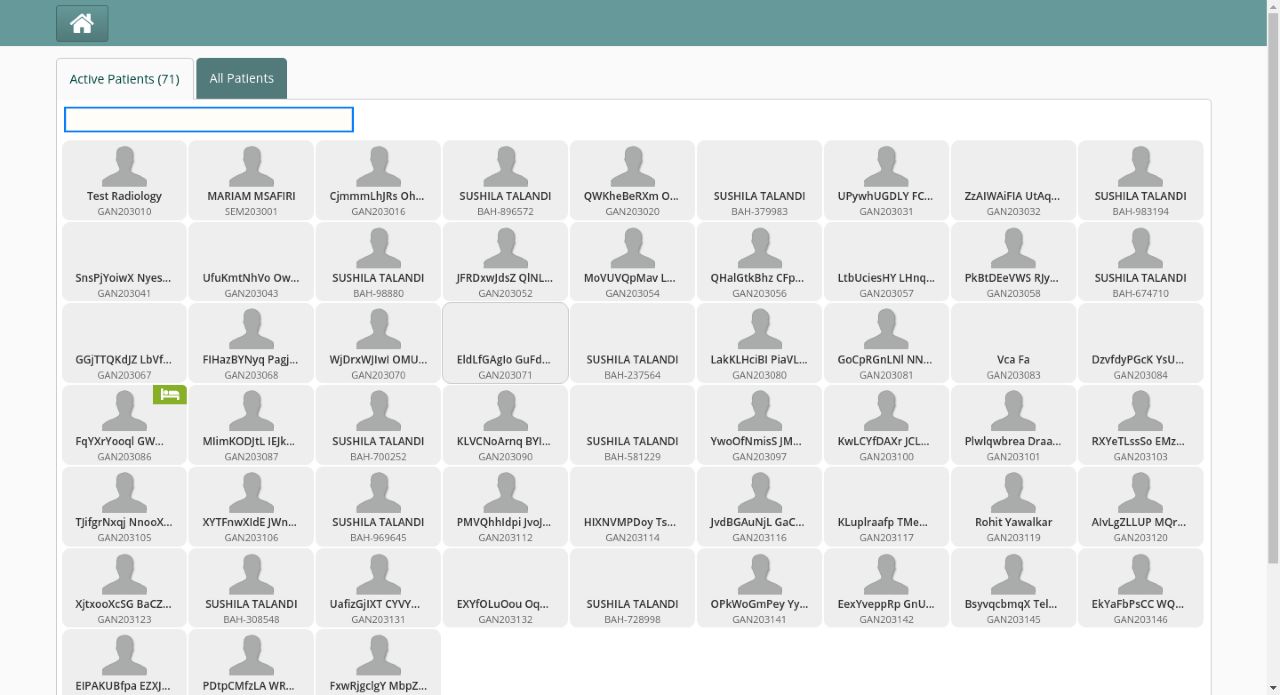 Active Patients (71)
All Patients
Test Radiology
GAN203010
MARIAM MSAFIRI
SEM203001
CjmmmLhJRs Oh...
GAN203016
SUSHILA TALANDI
BAH-896572
QWKheBeRXm O...
GAN203020
SUSHILA TALANDI
BAH-379983
UPywhUGDLY FC...
GAN203031
ZzAIWAiFIA UtAq...
GAN203032
SUSHILA TALANDI
BAH-983194
SnsPjYoiwX Nyes...
GAN203041
UfuKmtNhVo Ow...
GAN203043
SUSHILA TALANDI
BAH-98880
JFRDxwJdsZ QlNL...
GAN203052
MoVUVQpMav L...
GAN203054
QHalGtkBhz CFp...
GAN203056
LtbUciesHY LHnq...
GAN203057
PkBtDEeVWS RJy...
GAN203058
SUSHILA TALANDI
BAH-674710
GGjTTQKdJZ LbVf...
GAN203067
FIHazBYNyq Pagj...
GAN203068
WjDrxWJIwI OMU...
GAN203070
EldLfGAgIo GuFd...
GAN203071
SUSHILA TALANDI
BAH-237564
LakKLHciBI PiaVL...
GAN203080
GoCpRGnLNl NN...
GAN203081
Vca Fa
GAN203083
DzvfdyPGcK YsU...
GAN203084
FqYXrYooql GW...
GAN203086
MIimKODJtL IEJk...
GAN203087
SUSHILA TALANDI
BAH-700252
KLVCNoArnq BYI...
GAN203090
SUSHILA TALANDI
BAH-581229
YwoOfNmisS JM...
GAN203097
KwLCYfDAXr JCL...
GAN203100
Plwlqwbrea Draa...
GAN203101
RXYeTLssSo EMz...
GAN203103
TJifgrNxqj NnooX...
GAN203105
XYTFnwXIdE JWn...
GAN203106
SUSHILA TALANDI
BAH-969645
PMVQhhIdpi JvoJ...
GAN203112
HIXNVMPDoy Ts...
GAN203114
JvdBGAuNjL GaC...
GAN203116
KLuplraafp TMe...
GAN203117
Rohit Yawalkar
GAN203119
AIvLgZLLUP MQr...
GAN203120
XjtxooXcSG BaCZ...
GAN203123
SUSHILA TALANDI
BAH-308548
UafizGjIXT CYVY...
GAN203131
EXYfOLuOou Oq...
GAN203132
SUSHILA TALANDI
BAH-728998
OPkWoGmPey Yy...
GAN203141
EexYveppRp GnU...
GAN203142
BsyvqcbmqX Tel...
GAN203145
EkYaFbPsCC WQ...
GAN203146
EIPAKUBfpa EZXJ...
PDtpCMfzLA WR...
FxwRjgclgY MbpZ...